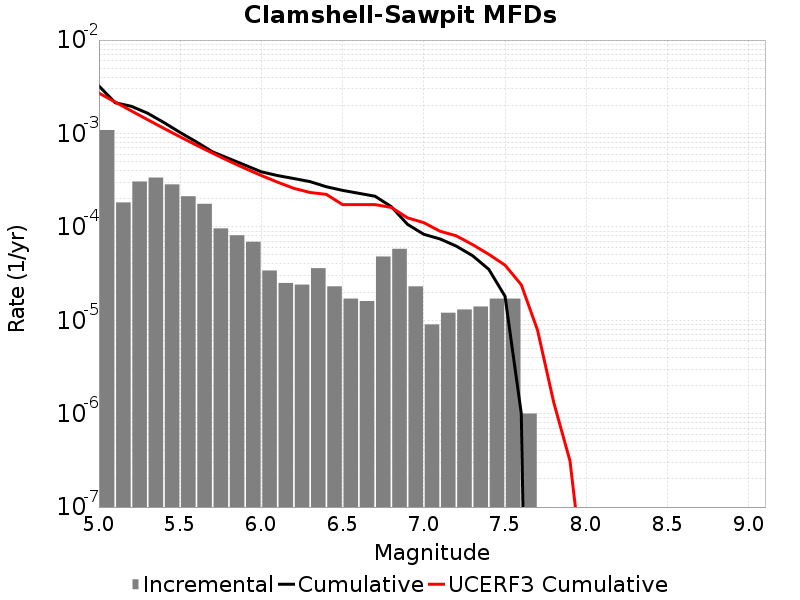 Clamshell-Sawpit MFDs
10-2
10-3
10-4
10-5
10-6
10-7
Rate (1/yr)
5.0 5.5 6.0 6.5 7.0 7.5 8.0 8.5 9.0
Magnitude
Incremental Cumulative UCERF3 Cumulative